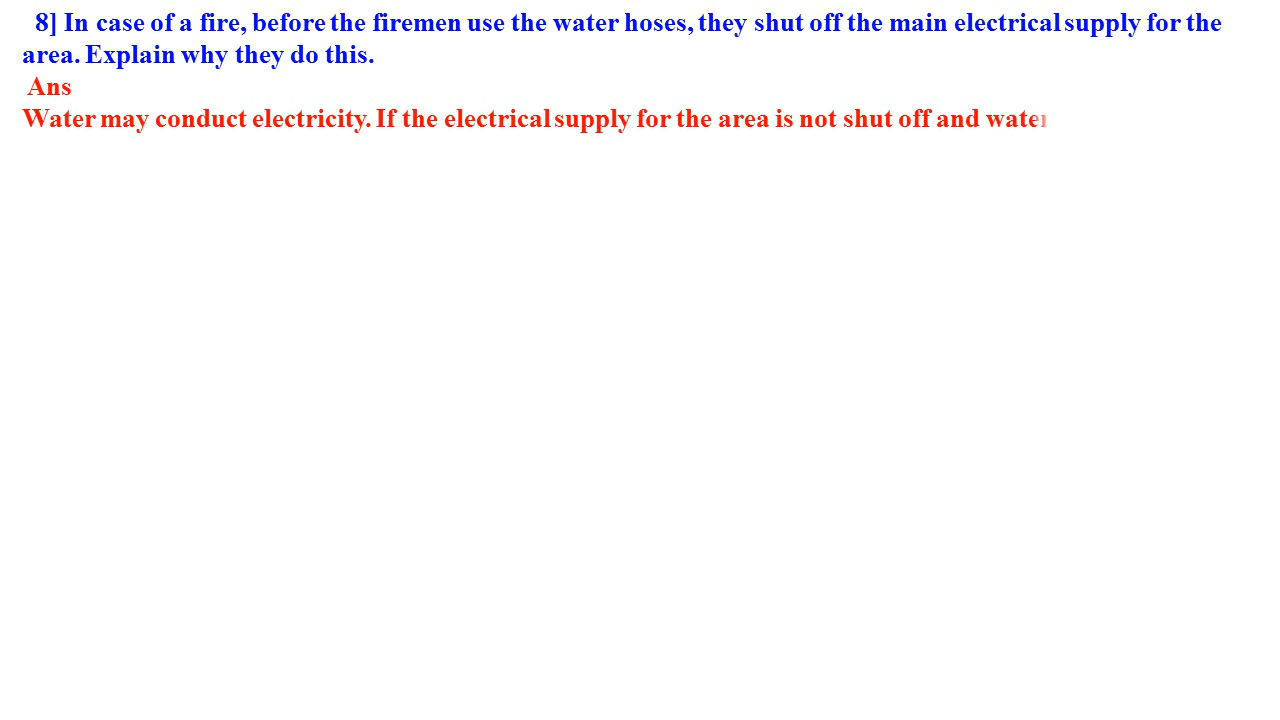 8] In case of a fire, before the firemen use the water hoses, they shut off the main electrical supply for the
area. Explain why they do this.
Ans
Water may conduct electricity. If the electrical supply for the area is not shut off and water